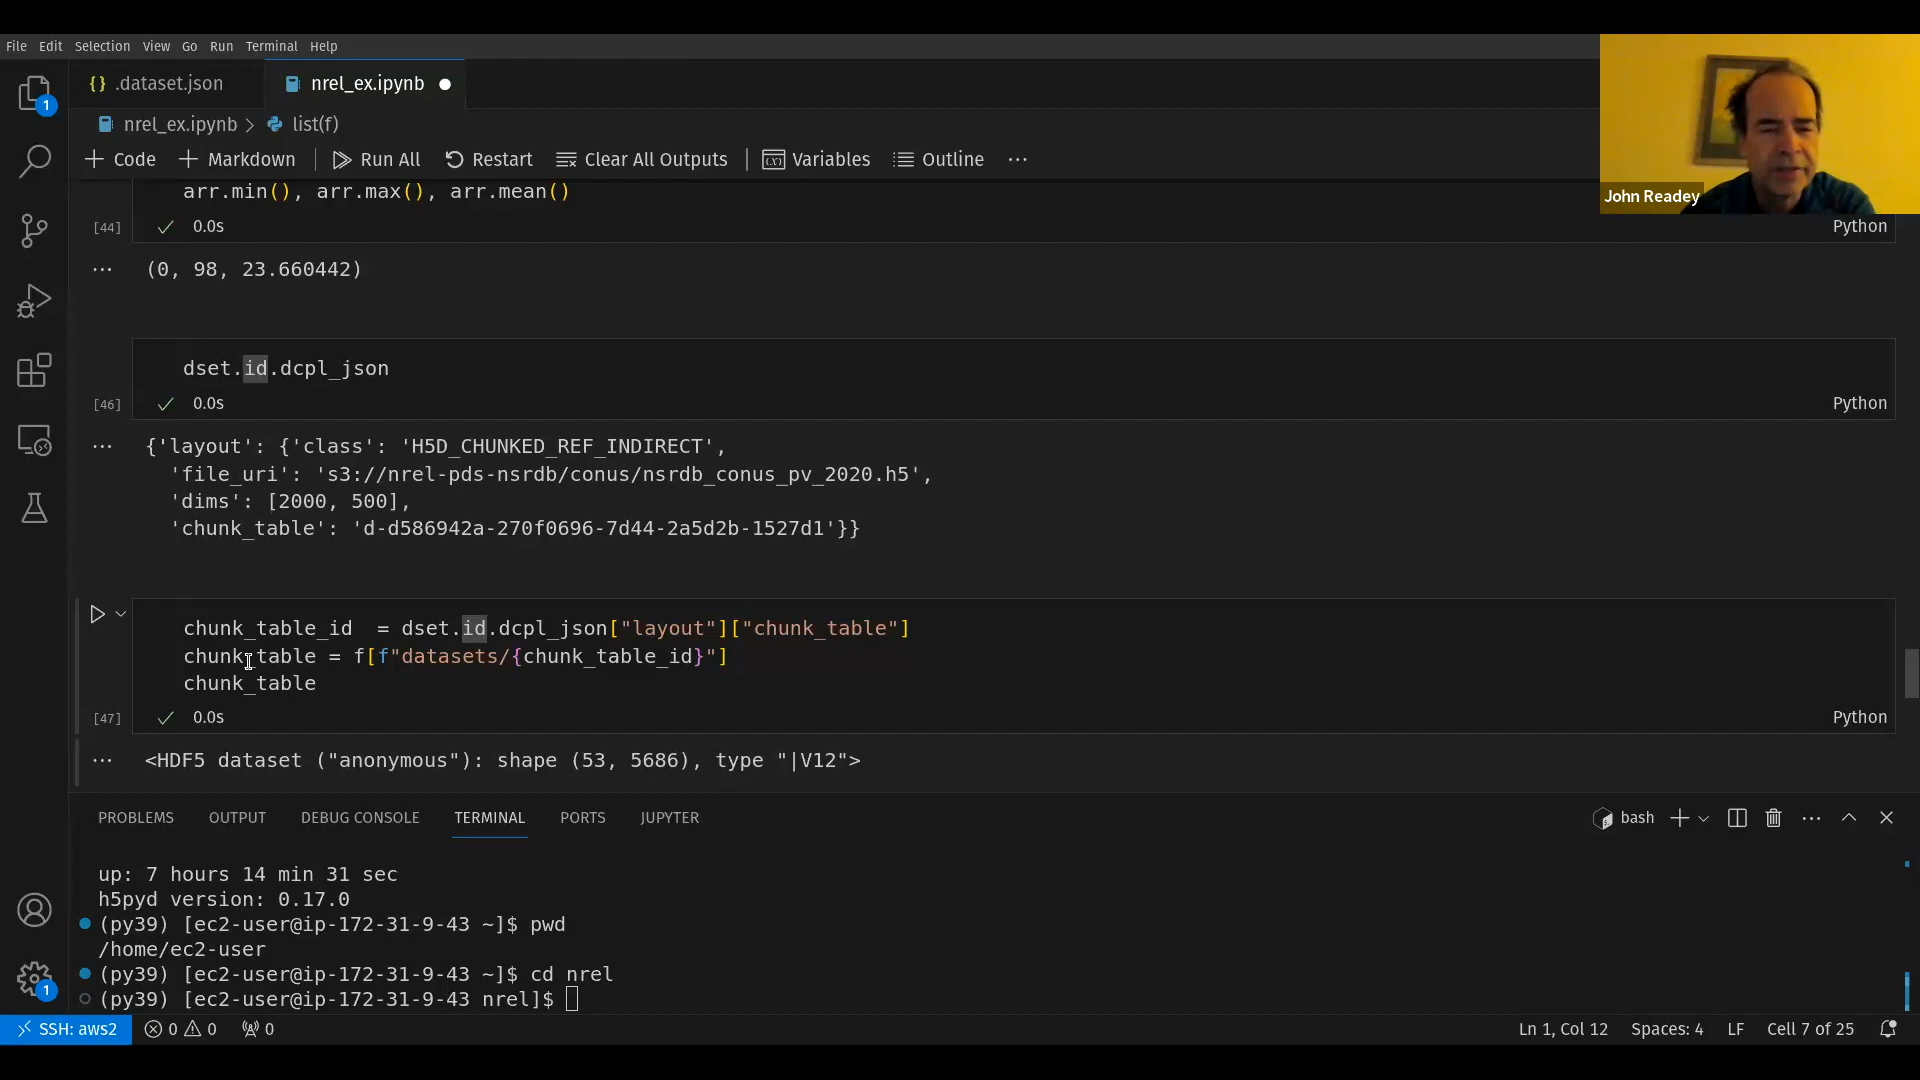 File Edit Selection View Go Run Terminal Help
{} .dataset.json
nrel_ex.ipynb
nrel_ex.ipynb > list(f)
+ Code + Markdown Run All Restart Clear All Outputs Variables Outline ...
John Readey
arr.min(), arr.max(), arr.mean()
[44] ✓ 0.0s Python
... (0, 98, 23.660442)
dset.id.dcpl_json
[46] ✓ 0.0s Python
... {'layout': {'class': 'H5D_CHUNKED_REF_INDIRECT',
'file_uri': 's3://nrel-pds-nsrdb/conus/nsrdb_conus_pv_2020.h5',
'dims': [2000, 500],
'chunk_table': 'd-d586942a-270f0696-7d44-2a5d2b-1527d1'}}
chunk_table_id = dset.id.dcpl_json["layout"]["chunk_table"]
chunk_table = f[f"datasets/{chunk_table_id}"]
chunk_table
[47] ✓ 0.0s Python
... <HDF5 dataset ("anonymous"): shape (53, 5686), type "|V12">
PROBLEMS OUTPUT DEBUG CONSOLE TERMINAL PORTS JUPYTER bash
up: 7 hours 14 min 31 sec
h5pyd version: 0.17.0
(py39) [ec2-user@ip-172-31-9-43 ~]$ pwd
/home/ec2-user
(py39) [ec2-user@ip-172-31-9-43 ~]$ cd nrel
(py39) [ec2-user@ip-172-31-9-43 nrel]$
1
1
SSH: aws2 0 0 0 Ln 1, Col 12 Spaces: 4 LF Cell 7 of 25